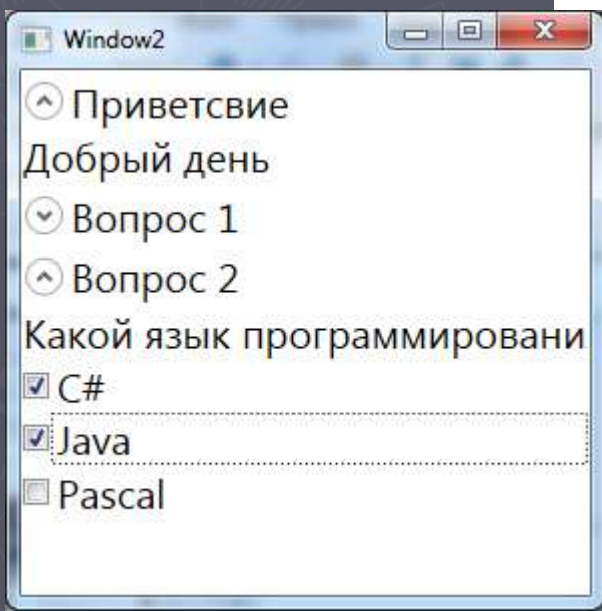 Window2
Приветсвие
Добрый день
Вопрос 1
Вопрос 2
Какой язык программировани
C#
Java
Pascal